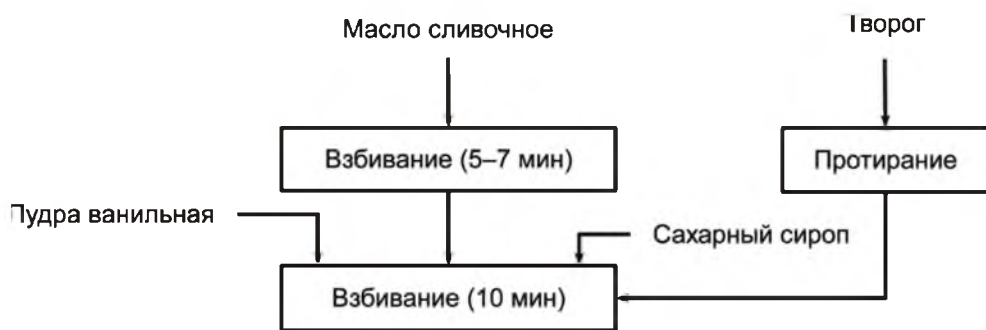 Масло сливочное
Творог
Взбивание (5–7 мин)
Протирание
Пудра ванильная
Сахарный сироп
Взбивание (10 мин)